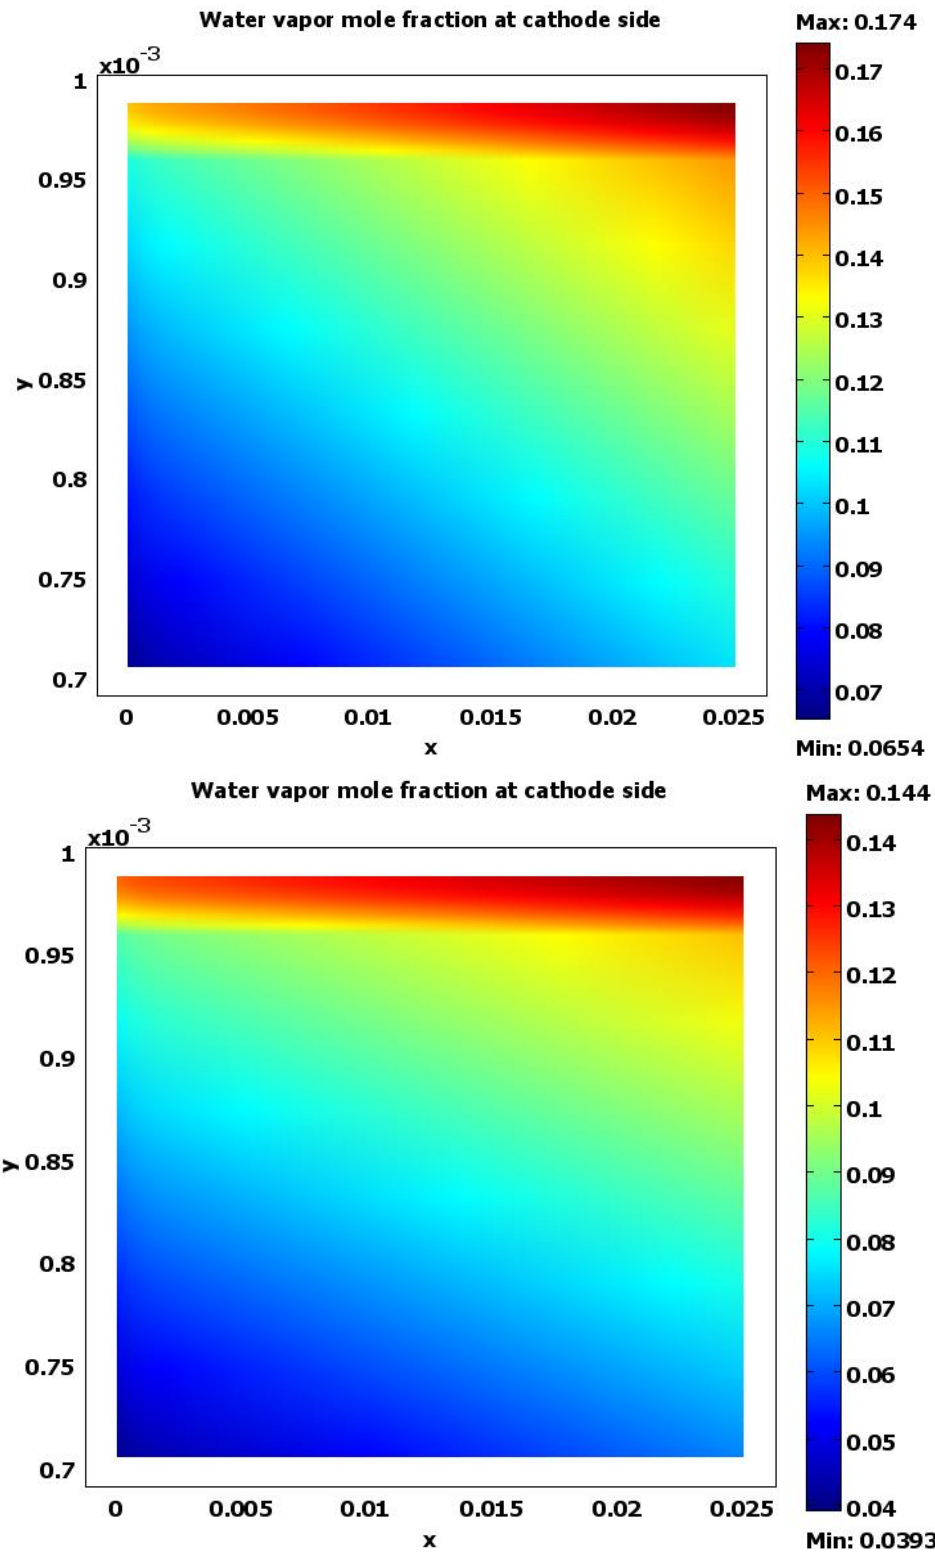 Water vapor mole fraction at cathode side
Max: 0.174
x10-3
1
0.95
0.9
0.85
0.8
0.75
0.7
y
0 0.005 0.01 0.015 0.02 0.025
x
0.17
0.16
0.15
0.14
0.13
0.12
0.11
0.1
0.09
0.08
0.07
Min: 0.0654
Water vapor mole fraction at cathode side
Max: 0.144
x10-3
1
0.95
0.9
0.85
0.8
0.75
0.7
y
0 0.005 0.01 0.015 0.02 0.025
x
0.14
0.13
0.12
0.11
0.1
0.09
0.08
0.07
0.06
0.05
0.04
Min: 0.0393